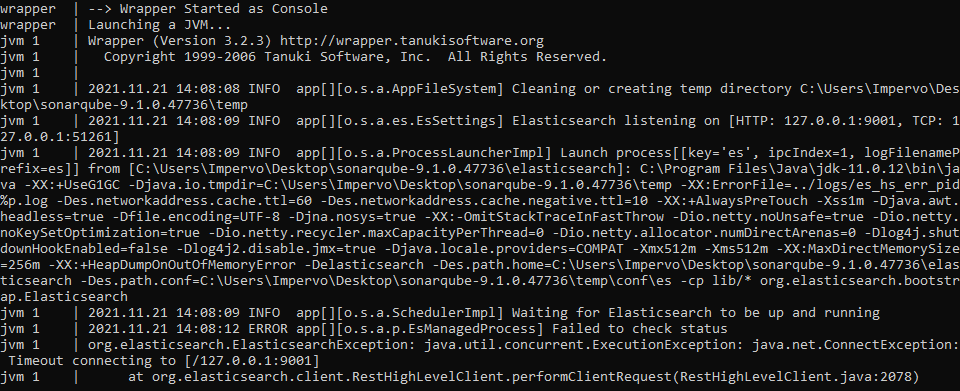 wrapper  | --> Wrapper Started as Console
wrapper  | Launching a JVM...
jvm 1    | Wrapper (Version 3.2.3) http://wrapper.tanukisoftware.org
jvm 1    |   Copyright 1999-2006 Tanuki Software, Inc.  All Rights Reserved.
jvm 1    |
jvm 1    | 2021.11.21 14:08:08 INFO  app[][o.s.a.AppFileSystem] Cleaning or creating temp directory C:\Users\Impervo\Des
ktop\sonarqube-9.1.0.47736\temp
jvm 1    | 2021.11.21 14:08:09 INFO  app[][o.s.a.es.EsSettings] Elasticsearch listening on [HTTP: 127.0.0.1:9001, TCP: 1
27.0.0.1:51261]
jvm 1    | 2021.11.21 14:08:09 INFO  app[][o.s.a.ProcessLauncherImpl] Launch process[[key='es', ipcIndex=1, logFilenameP
refix=es]] from [C:\Users\Impervo\Desktop\sonarqube-9.1.0.47736\elasticsearch]: C:\Program Files\Java\jdk-11.0.12\bin\ja
va -XX:+UseG1GC -Djava.io.tmpdir=C:\Users\Impervo\Desktop\sonarqube-9.1.0.47736\temp -XX:ErrorFile=../logs/es_hs_err_pid
%p.log -Des.networkaddress.cache.ttl=60 -Des.networkaddress.cache.negative.ttl=10 -XX:+AlwaysPreTouch -Xss1m -Djava.awt.
headless=true -Dfile.encoding=UTF-8 -Djna.nosys=true -XX:-OmitStackTraceInFastThrow -Dio.netty.noUnsafe=true -Dio.netty.
noKeySetOptimization=true -Dio.netty.recycler.maxCapacityPerThread=0 -Dio.netty.allocator.numDirectArenas=0 -Dlog4j.shut
downHookEnabled=false -Dlog4j2.disable.jmx=true -Djava.locale.providers=COMPAT -Xmx512m -Xms512m -XX:MaxDirectMemorySize
=256m -XX:+HeapDumpOnOutOfMemoryError -Delasticsearch -Des.path.home=C:\Users\Impervo\Desktop\sonarqube-9.1.0.47736\elas
ticsearch -Des.path.conf=C:\Users\Impervo\Desktop\sonarqube-9.1.0.47736\temp\conf\es -cp lib/* org.elasticsearch.bootstr
ap.Elasticsearch
jvm 1    | 2021.11.21 14:08:09 INFO  app[][o.s.a.SchedulerImpl] Waiting for Elasticsearch to be up and running
jvm 1    | 2021.11.21 14:08:12 ERROR app[][o.s.a.p.EsManagedProcess] Failed to check status
jvm 1    | org.elasticsearch.ElasticsearchException: java.util.concurrent.ExecutionException: java.net.ConnectException:
 Timeout connecting to [/127.0.0.1:9001]
jvm 1    |      at org.elasticsearch.client.RestHighLevelClient.performClientRequest(RestHighLevelClient.java:2078)